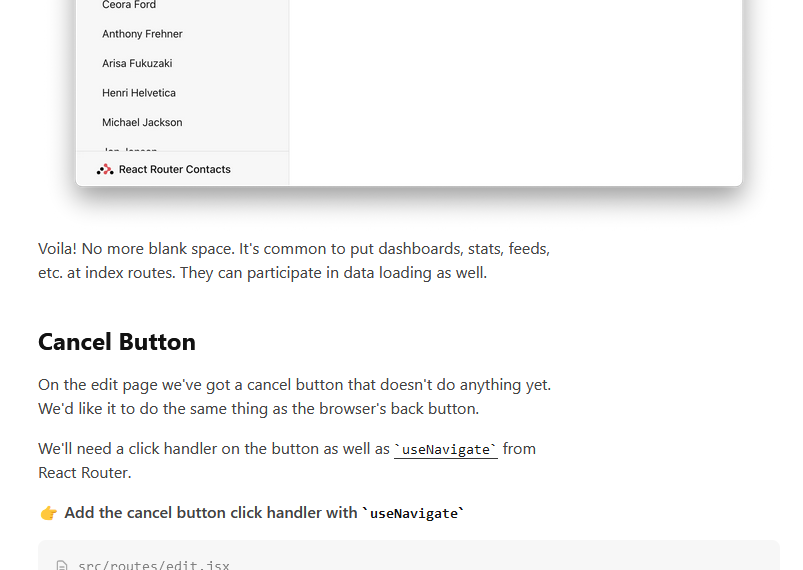 Ceora Ford
Anthony Frehner
Arisa Fukuzaki
Henri Helvetica
Michael Jackson
React Router Contacts
Voila! No more blank space. It's common to put dashboards, stats, feeds,
etc. at index routes. They can participate in data loading as well.
Cancel Button
On the edit page we've got a cancel button that doesn't do anything yet.
We'd like it to do the same thing as the browser's back button.
We'll need a click handler on the button as well as `useNavigate` from
React Router.
👉 Add the cancel button click handler with `useNavigate`
src/routes/edit.jsx